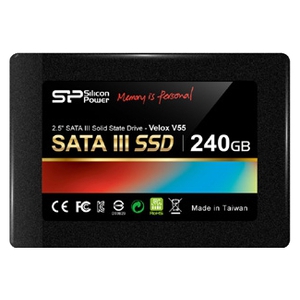 SP Silicon Power
Memory is personal
2.5" SATA III Solid State Drive - Velox V55
SATA III SSD 240GB
Made in Taiwan